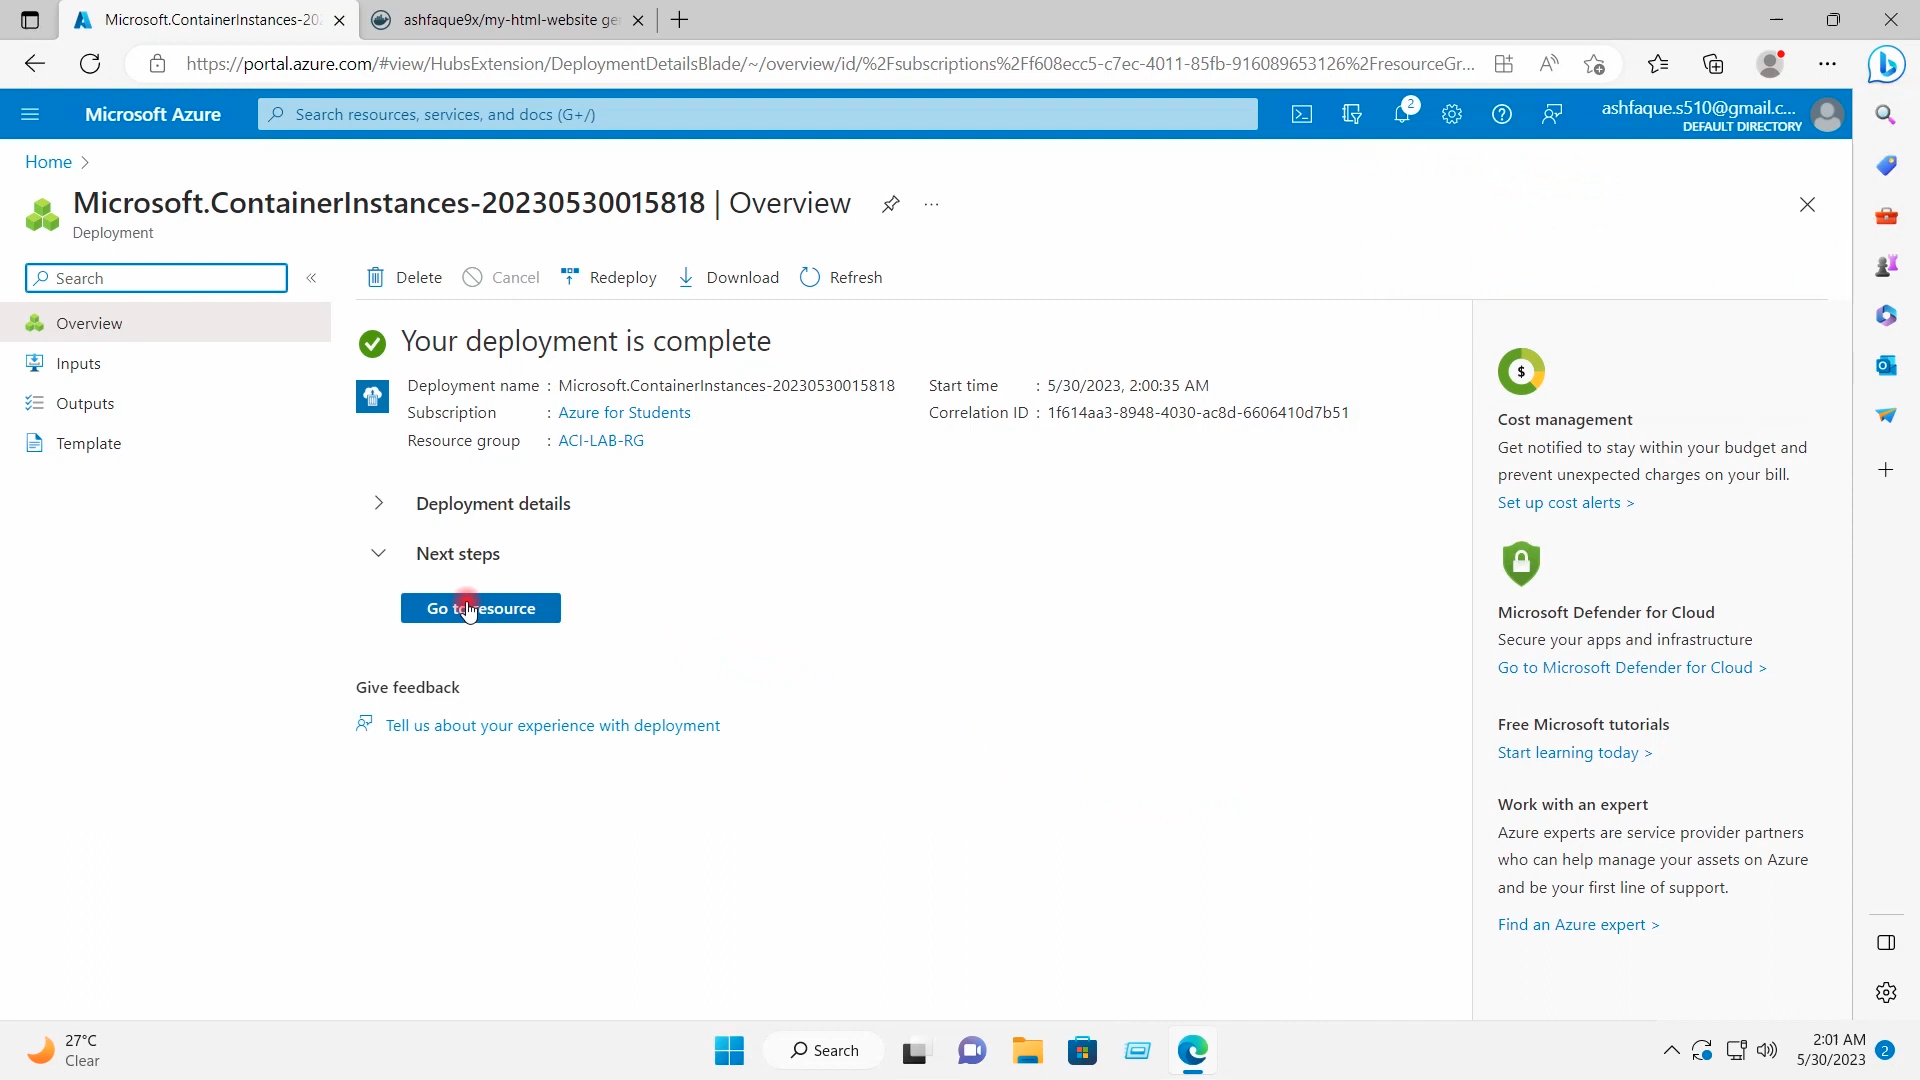 Microsoft.ContainerInstances-20
ashfaque9x/my-html-website ge
https://portal.azure.com/#view/HubsExtension/DeploymentDetailsBlade/~/overview/id/%2Fsubscriptions%2Ff608ecc5-c7ec-4011-85fb-916089653126%2FresourceGr...
Microsoft Azure
Search resources, services, and docs (G+/)
2
ashfaque.s510@gmail.c...
DEFAULT DIRECTORY
Home >
Microsoft.ContainerInstances-20230530015818 | Overview
Deployment
Search
Delete
Cancel
Redeploy
Download
Refresh
Overview
Inputs
Outputs
Template
Your deployment is complete
Deployment name : Microsoft.ContainerInstances-20230530015818
Start time : 5/30/2023, 2:00:35 AM
Subscription : Azure for Students
Correlation ID : 1f614aa3-8948-4030-ac8d-6606410d7b51
Resource group : ACI-LAB-RG
Deployment details
Next steps
Go to resource
Give feedback
Tell us about your experience with deployment
Cost management
Get notified to stay within your budget and
prevent unexpected charges on your bill.
Set up cost alerts >
Microsoft Defender for Cloud
Secure your apps and infrastructure
Go to Microsoft Defender for Cloud >
Free Microsoft tutorials
Start learning today >
Work with an expert
Azure experts are service provider partners
who can help manage your assets on Azure
and be your first line of support.
Find an Azure expert >
27°C
Clear
Search
2:01 AM
5/30/2023
2